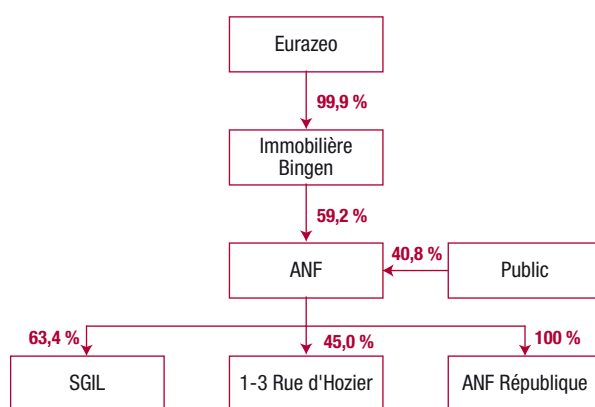 Eurazeo
99,9 %
Immobilière
Bingen
59,2 %
ANF
40,8 %
Public
63,4 %
45,0 %
100 %
SGIL
1-3 Rue d'Hozier
ANF République